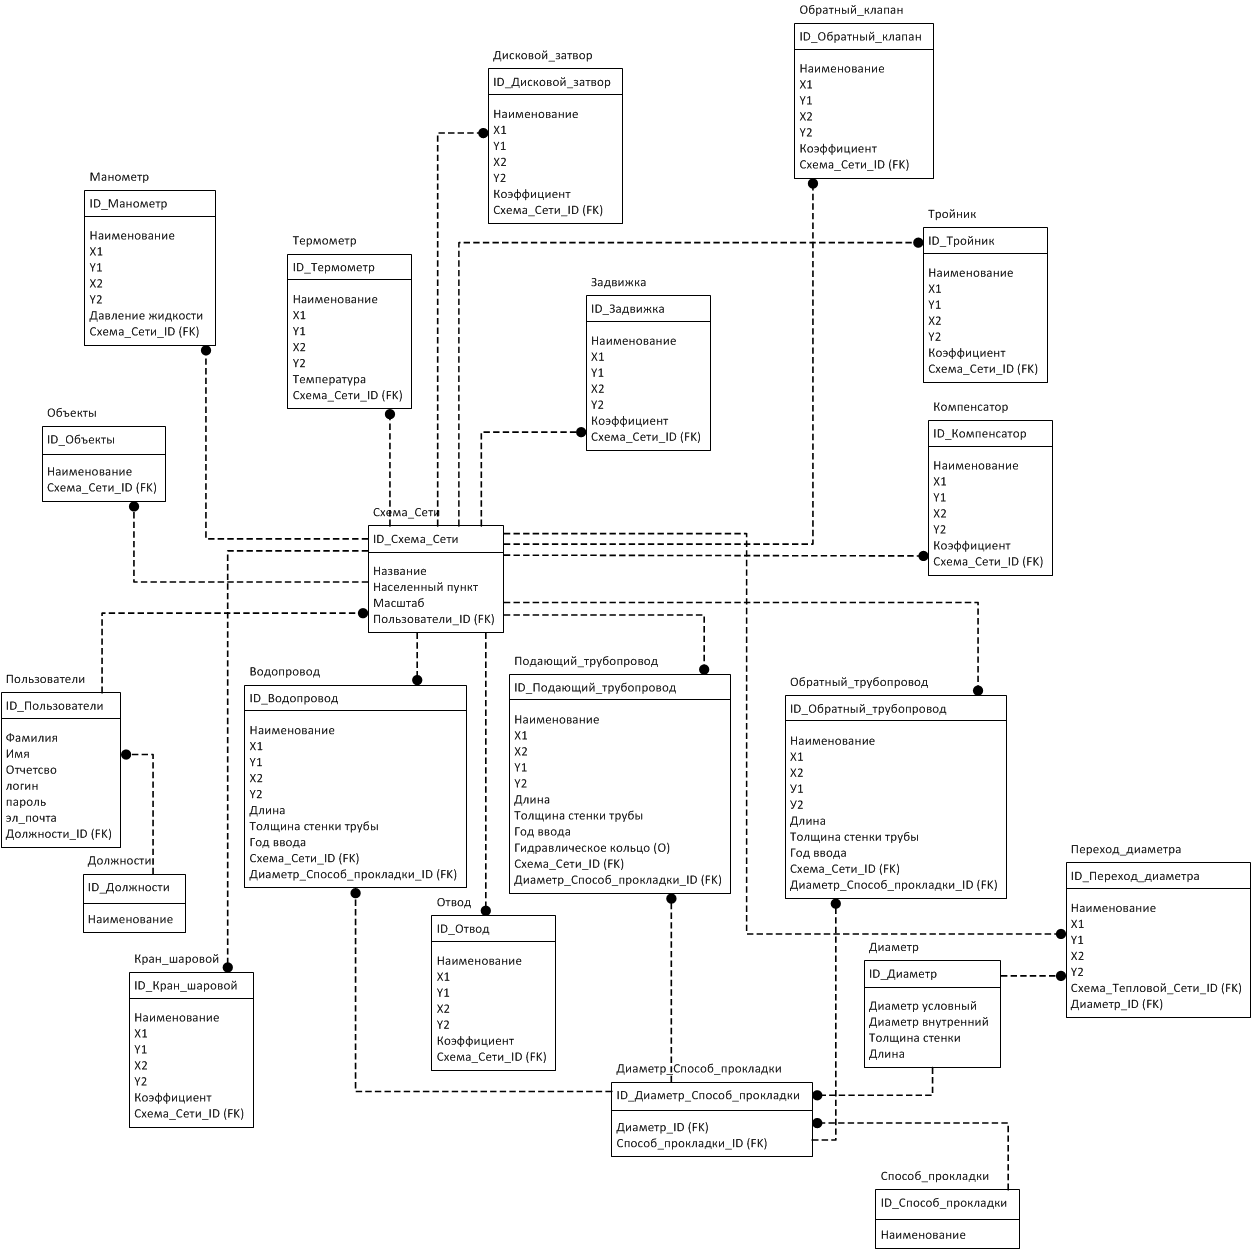 Обратный_клапан
ID_Обратный_клапан
Наименование
X1
Y1
X2
Y2
Коэффициент
Схема_Сети_ID (FK)
Дисковой_затвор
ID_Дисковой_затвор
Наименование
X1
Y1
X2
Y2
Коэффициент
Схема_Сети_ID (FK)
Манометр
ID_Манометр
Наименование
X1
Y1
X2
Y2
Давление жидкости
Схема_Сети_ID (FK)
Термометр
ID_Термометр
Наименование
X1
Y1
X2
Y2
Температура
Схема_Сети_ID (FK)
Тройник
ID_Тройник
Наименование
X1
Y1
X2
Y2
Коэффициент
Схема_Сети_ID (FK)
Задвижка
ID_Задвижка
Наименование
X1
Y1
X2
Y2
Коэффициент
Схема_Сети_ID (FK)
Объекты
ID_Объекты
Наименование
Схема_Сети_ID (FK)
Компенсатор
ID_Компенсатор
Наименование
X1
Y1
X2
Y2
Коэффициент
Схема_Сети_ID (FK)
Схема_Сети
ID_Схема_Сети
Название
Населенный пункт
Масштаб
Пользователи_ID (FK)
Пользователи
ID_Пользователи
Фамилия
Имя
Отчетсво
логин
пароль
эл_почта
Должности_ID (FK)
Водопровод
ID_Водопровод
Наименование
X1
Y1
X2
Y2
Длина
Толщина стенки трубы
Год ввода
Схема_Сети_ID (FK)
Диаметр_Способ_прокладки_ID (FK)
Подающий_трубопровод
ID_Подающий_трубопровод
Наименование
X1
X2
Y1
Y2
Длина
Толщина стенки трубы
Год ввода
Гидравлическое кольцо (О)
Схема_Сети_ID (FK)
Диаметр_Способ_прокладки_ID (FK)
Обратный_трубопровод
ID_Обратный_трубопровод
Наименование
X1
X2
У1
У2
Длина
Толщина стенки трубы
Год ввода
Схема_Сети_ID (FK)
Диаметр_Способ_прокладки_ID (FK)
Должности
ID_Должности
Наименование
Переход_диаметра
ID_Переход_диаметра
Наименование
X1
Y1
X2
Y2
Схема_Тепловой_Сети_ID (FK)
Диаметр_ID (FK)
Отвод
ID_Отвод
Наименование
X1
Y1
X2
Y2
Коэффициент
Схема_Сети_ID (FK)
Диаметр
ID_Диаметр
Диаметр условный
Диаметр внутренний
Толщина стенки
Длина
Кран_шаровой
ID_Кран_шаровой
Наименование
X1
Y1
X2
Y2
Коэффициент
Схема_Сети_ID (FK)
Диаметр_Способ_прокладки
ID_Диаметр_Способ_прокладки
Диаметр_ID (FK)
Способ_прокладки_ID (FK)
Способ_прокладки
ID_Способ_прокладки
Наименование